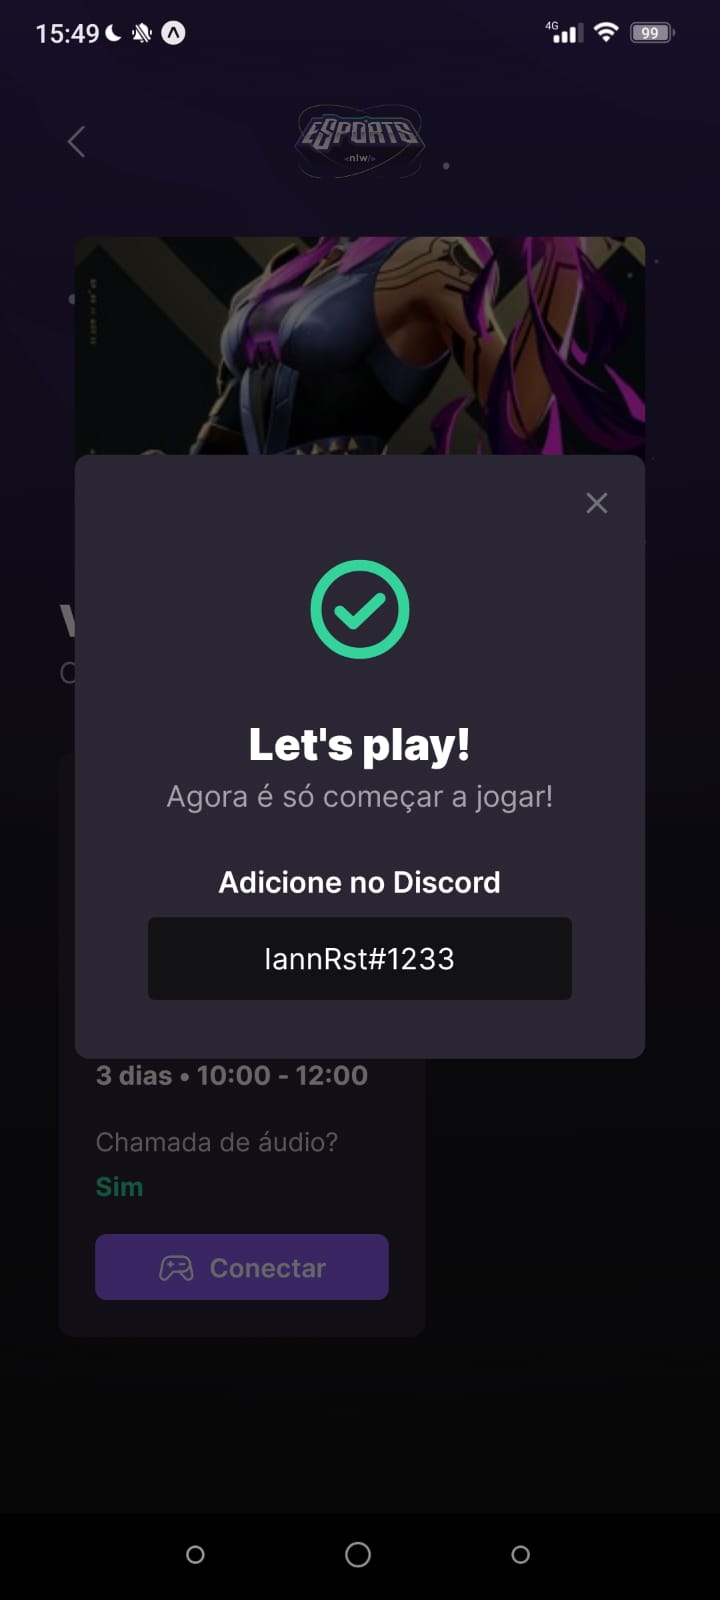 15:49
4G
99
ESPORTS
<nlw/>
Let's play!
Agora é só começar a jogar!
Adicione no Discord
IannRst#1233
3 dias • 10:00 - 12:00
Chamada de áudio?
Sim
Conectar